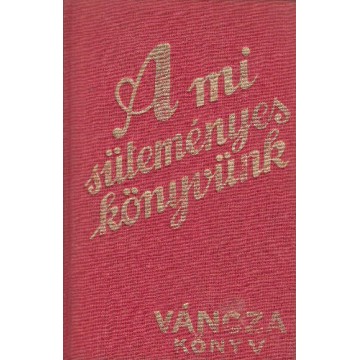 A mi
süteményes
könyvünk
VÁNCZA
KÖNYV